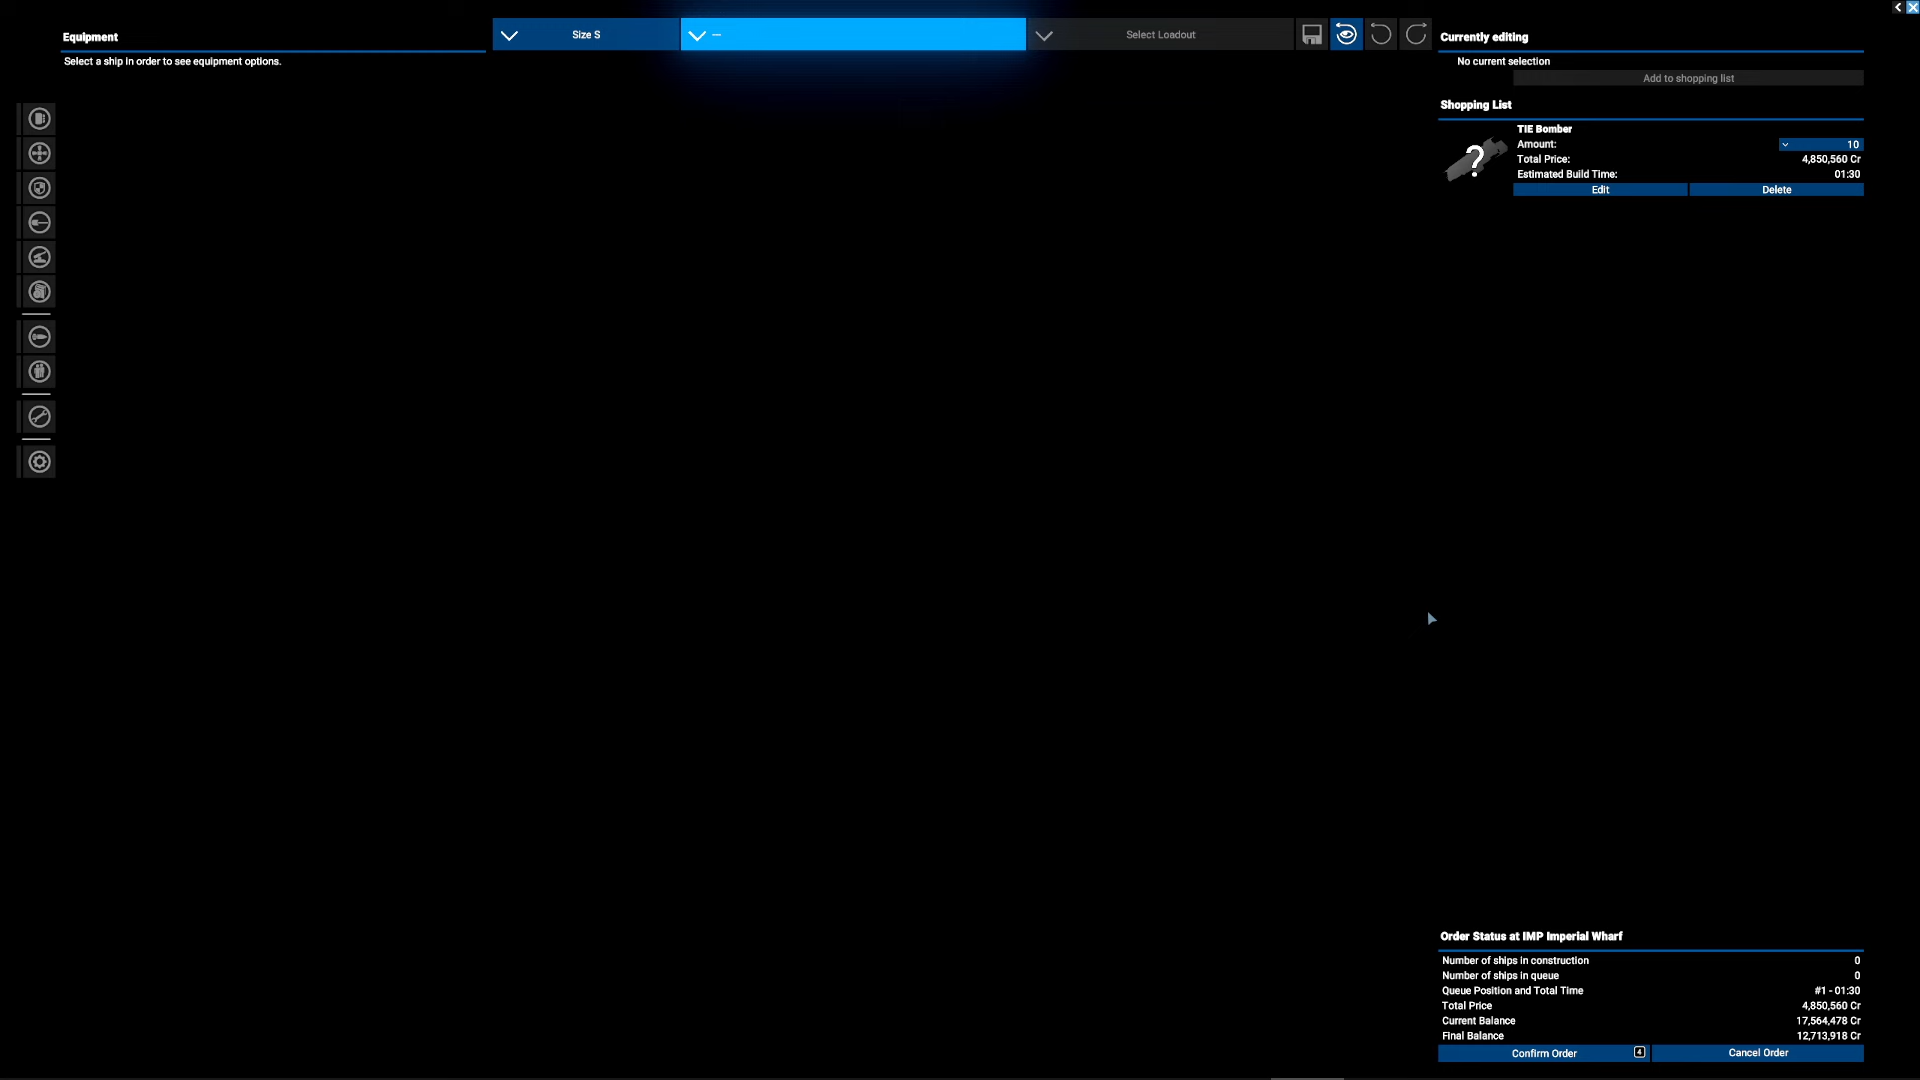 Equipment
Select a ship in order to see equipment options.
Size S
---
Select Loadout
Currently editing
No current selection
Add to shopping list
Shopping List
TIE Bomber
Amount: 10
Total Price: 4,850,560 Cr
Estimated Build Time: 01:30
Edit Delete
?
Order Status at IMP Imperial Wharf
Number of ships in construction 0
Number of ships in queue 0
Queue Position and Total Time #1 - 01:30
Total Price 4,850,560 Cr
Current Balance 17,564,478 Cr
Final Balance 12,713,918 Cr
Confirm Order 4 Cancel Order